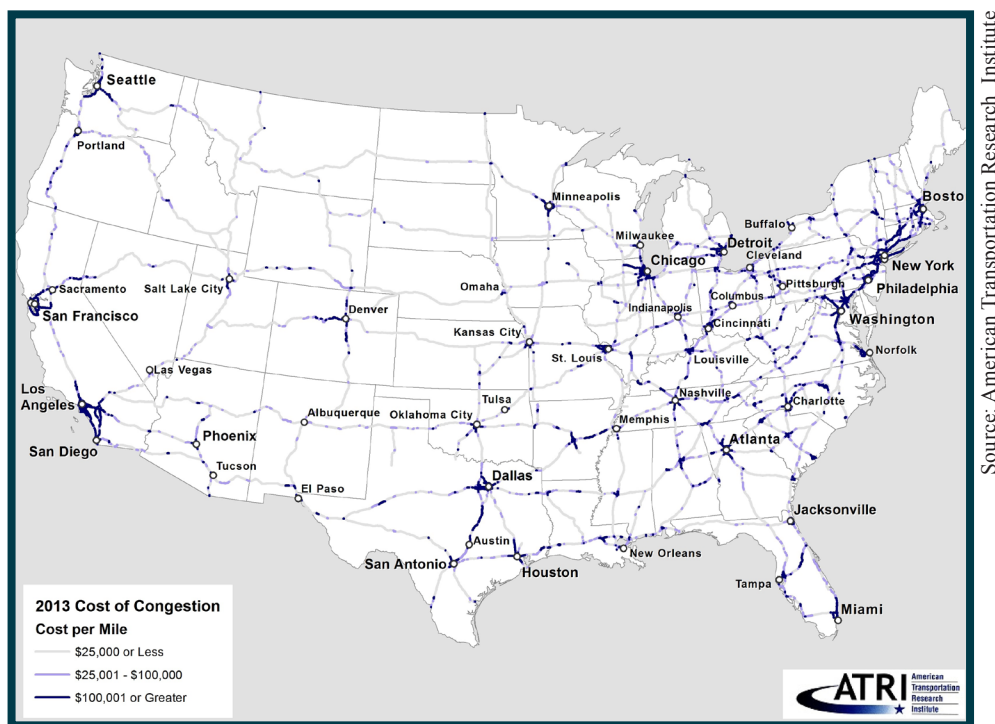 Seattle
Portland
Minneapolis
Boston
Buffalo
Milwaukee
Detroit
Cleveland
Chicago
New York
Sacramento
Salt Lake City
Omaha
Pittsburgh
Philadelphia
San Francisco
Denver
Indianapolis
Columbus
Washington
Kansas City
Cincinnati
St. Louis
Louisville
Norfolk
Las Vegas
Los
Angeles
Tulsa
Nashville
Charlotte
Albuquerque
Oklahoma City
Memphis
Phoenix
Atlanta
San Diego
Tucson
Dallas
El Paso
Jacksonville
Austin
New Orleans
San Antonio
Houston
Tampa
Miami
2013 Cost of Congestion
Cost per Mile
$25,000 or Less
$25,001 - $100,000
$100,001 or Greater
ATRI
American
Transportation
Research
Institute
Source: American Transportation Research Institute